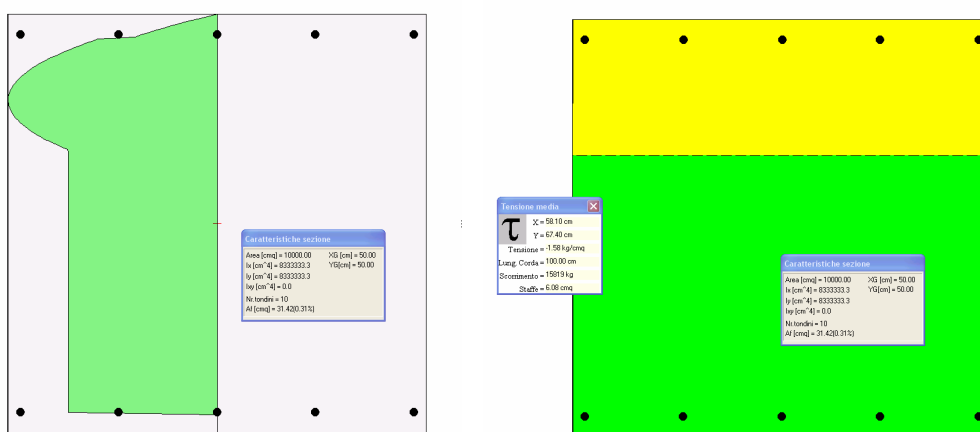 Caratteristiche sezione
Area [cmq] = 10000.00 XG [cm] = 50.00
Ix [cm^4] = 8333333.3 YG[cm] = 50.00
Iy [cm^4] = 8333333.3
Ixy [cm^4] = 0.0
Nr.tondini = 10
Af [cmq] = 31.42(0.31%)
Tensione media
τ
X = 58.10 cm
Y = 67.40 cm
Tensione = -1.58 kg/cmq
Lung. Corda = 100.00 cm
Scorrimento = 15819 kg
Staffe = 6.08 cmq
Caratteristiche sezione
Area [cmq] = 10000.00 XG [cm] = 50.00
Ix [cm^4] = 8333333.3 YG[cm] = 50.00
Iy [cm^4] = 8333333.3
Ixy [cm^4] = 0.0
Nr.tondini = 10
Af [cmq] = 31.42(0.31%)